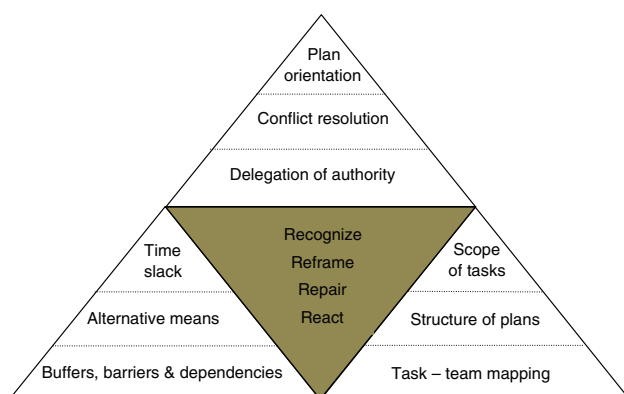 Plan
orientation
Conflict resolution
Delegation of authority
Recognize
Reframe
Repair
React
Time
slack
Alternative means
Buffers, barriers & dependencies
Scope
of tasks
Structure of plans
Task – team mapping